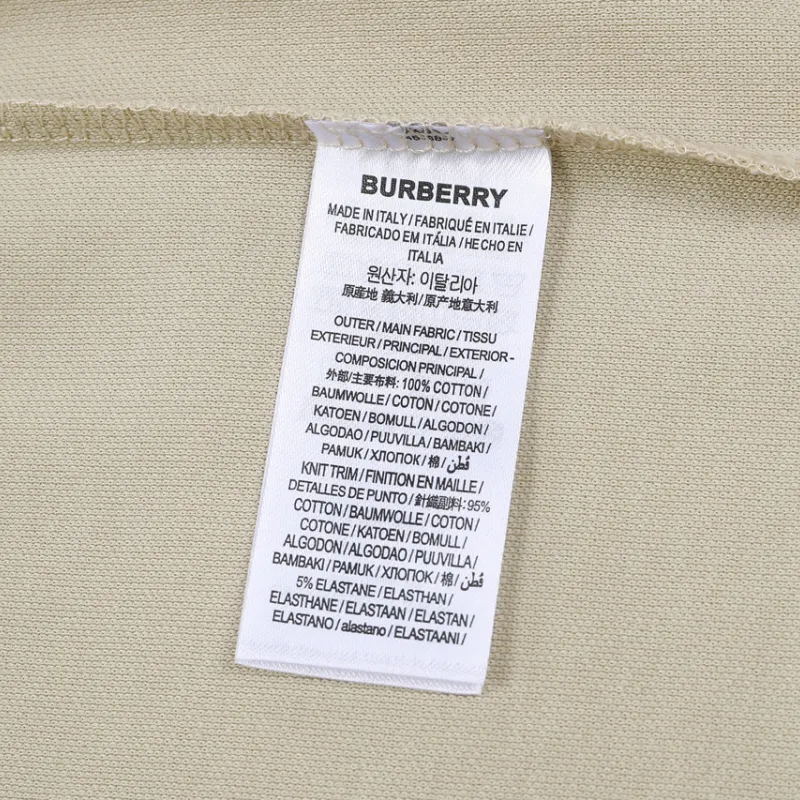 BURBERRY
MADE IN ITALY / FABRIQUÉ EN ITALIE /
FABRICADO EM ITÁLIA / HECHO EN
ITALIA
원산자: 이탈리아
原産地 義大利/原产地意大利
OUTER / MAIN FABRIC / TISSU
EXTERIEUR / PRINCIPAL / EXTERIOR -
COMPOSICION PRINCIPAL /
外部/主要布料: 100% COTTON /
BAUMWOLLE / COTON / COTONE /
KATOEN / BOMULL / ALGODON /
ALGODAO / PUUVILLA / BAMBAKI /
PAMUK / ХЛОПОК / 棉 / قُطن
KNIT TRIM / FINITION EN MAILLE /
DETALLES DE PUNTO / 針織副料: 95%
COTTON / BAUMWOLLE / COTON /
COTONE / KATOEN / BOMULL /
ALGODON / ALGODAO / PUUVILLA /
BAMBAKI / PAMUK / ХЛОПОК / 棉 / قُطن
5% ELASTANE / ELASTHAN /
ELASTHANE / ELASTAAN / ELASTAN /
ELASTANO / alastano / ELASTAANI /